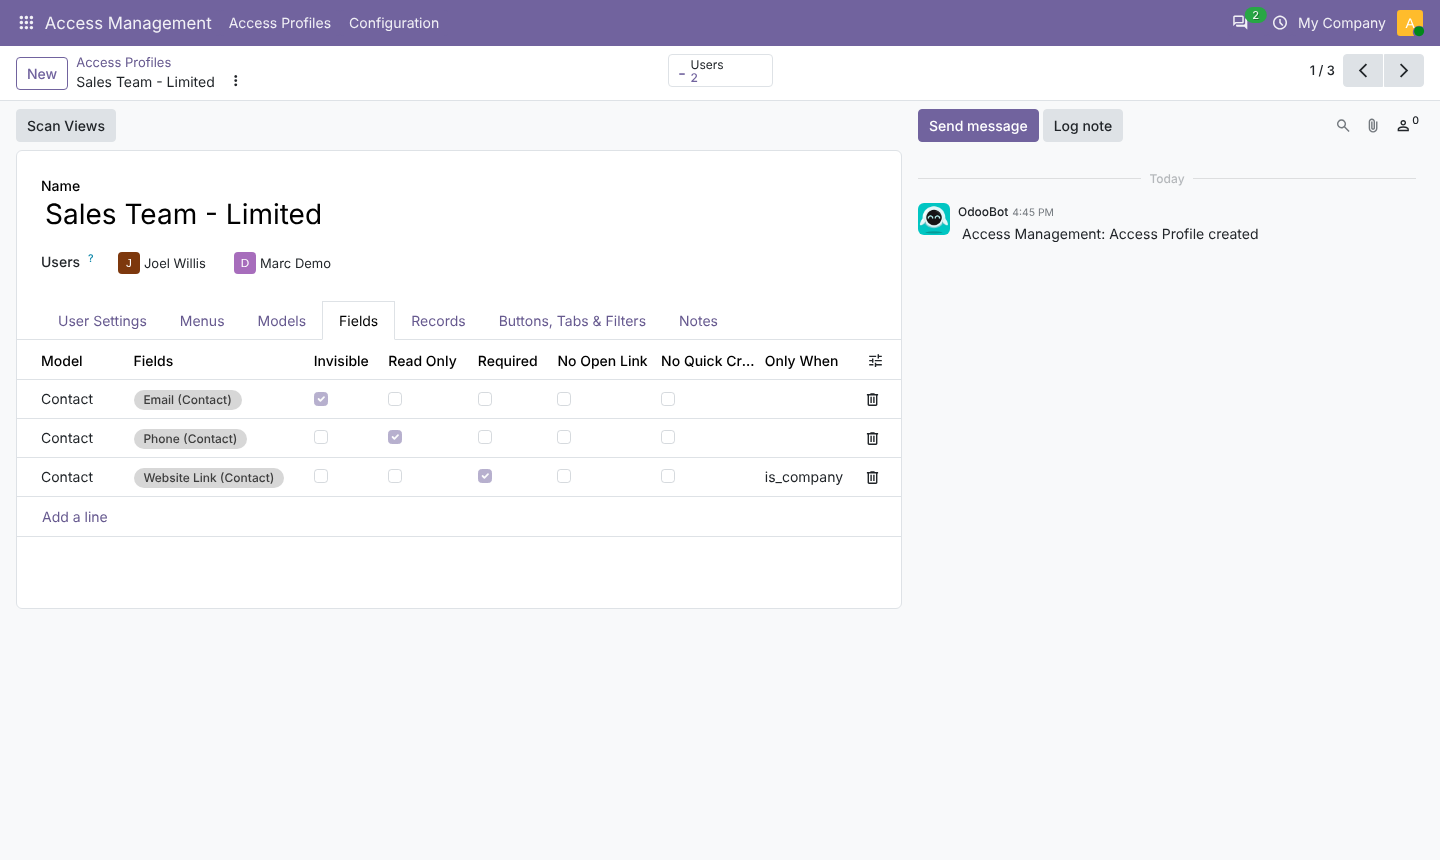 Access Management Access Profiles Configuration 2 My Company A
New Access Profiles Users 2 1 / 3
Sales Team - Limited
Scan Views Send message Log note 0
Today
Name
Sales Team - Limited
OdooBot 4:45 PM
Access Management: Access Profile created
Users ? J Joel Willis D Marc Demo
User Settings Menus Models Fields Records Buttons, Tabs & Filters Notes
Model Fields Invisible Read Only Required No Open Link No Quick Cr... Only When
Contact Email (Contact)
Contact Phone (Contact)
Contact Website Link (Contact) is_company
Add a line